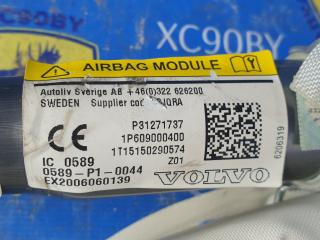 XC90BY
AIRBAG MODULE
Autoliv Sverige AB +46(0)322 626200
SWEDEN Supplier
P31271737
1P609000400
1T15150290574
Z01
IC 0589
0589-P1-0044
EX2006060139
VOLVO
6206319